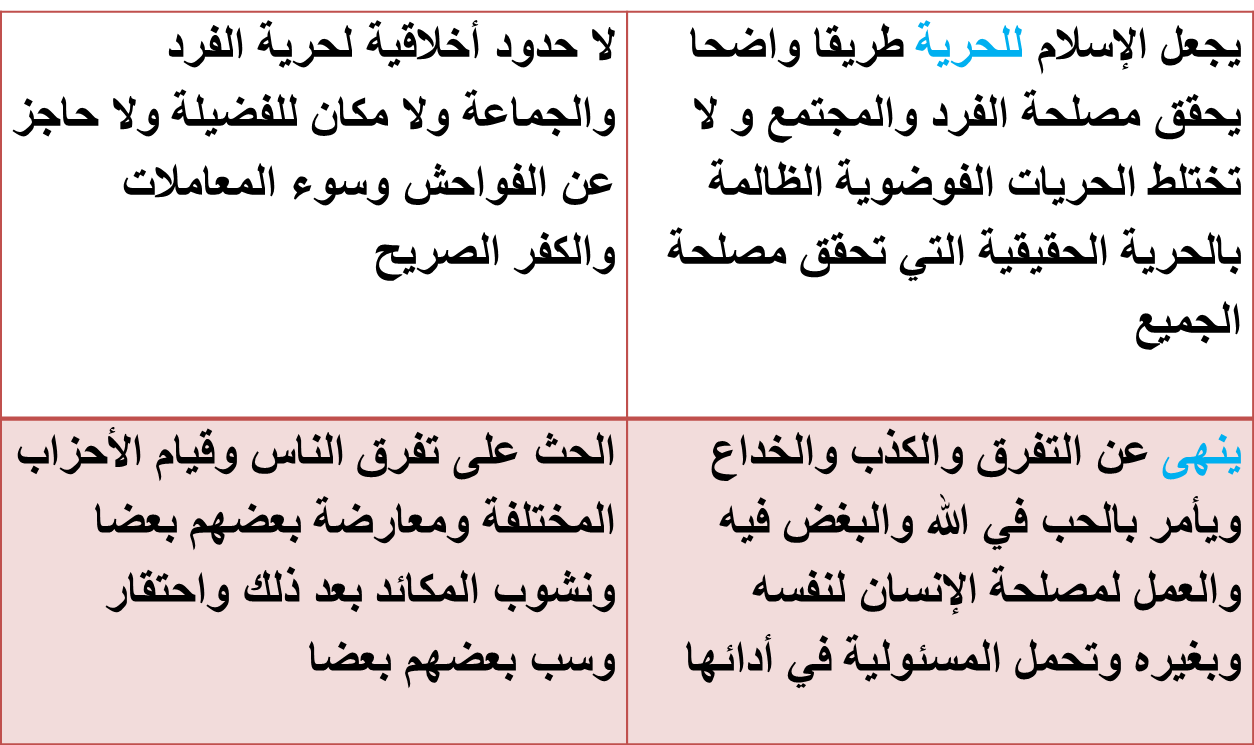 يجعل الإسلام للحرية طريقا واضحا
يحقق مصلحة الفرد والمجتمع و لا
تختلط الحريات الفوضوية الظالمة
بالحرية الحقيقية التي تحقق مصلحة
الجميع
لا حدود أخلاقية لحرية الفرد
والجماعة ولا مكان للفضيلة ولا حاجز
عن الفواحش وسوء المعاملات
والكفر الصريح
ينهى عن التفرق والكذب والخداع
ويأمر بالحب في الله والبغض فيه
والعمل لمصلحة الإنسان لنفسه
وبغيره وتحمل المسئولية في أدائها
الحث على تفرق الناس وقيام الأحزاب
المختلفة ومعارضة بعضهم بعضا
ونشوب المكائد بعد ذلك واحتقار
وسب بعضهم بعضا